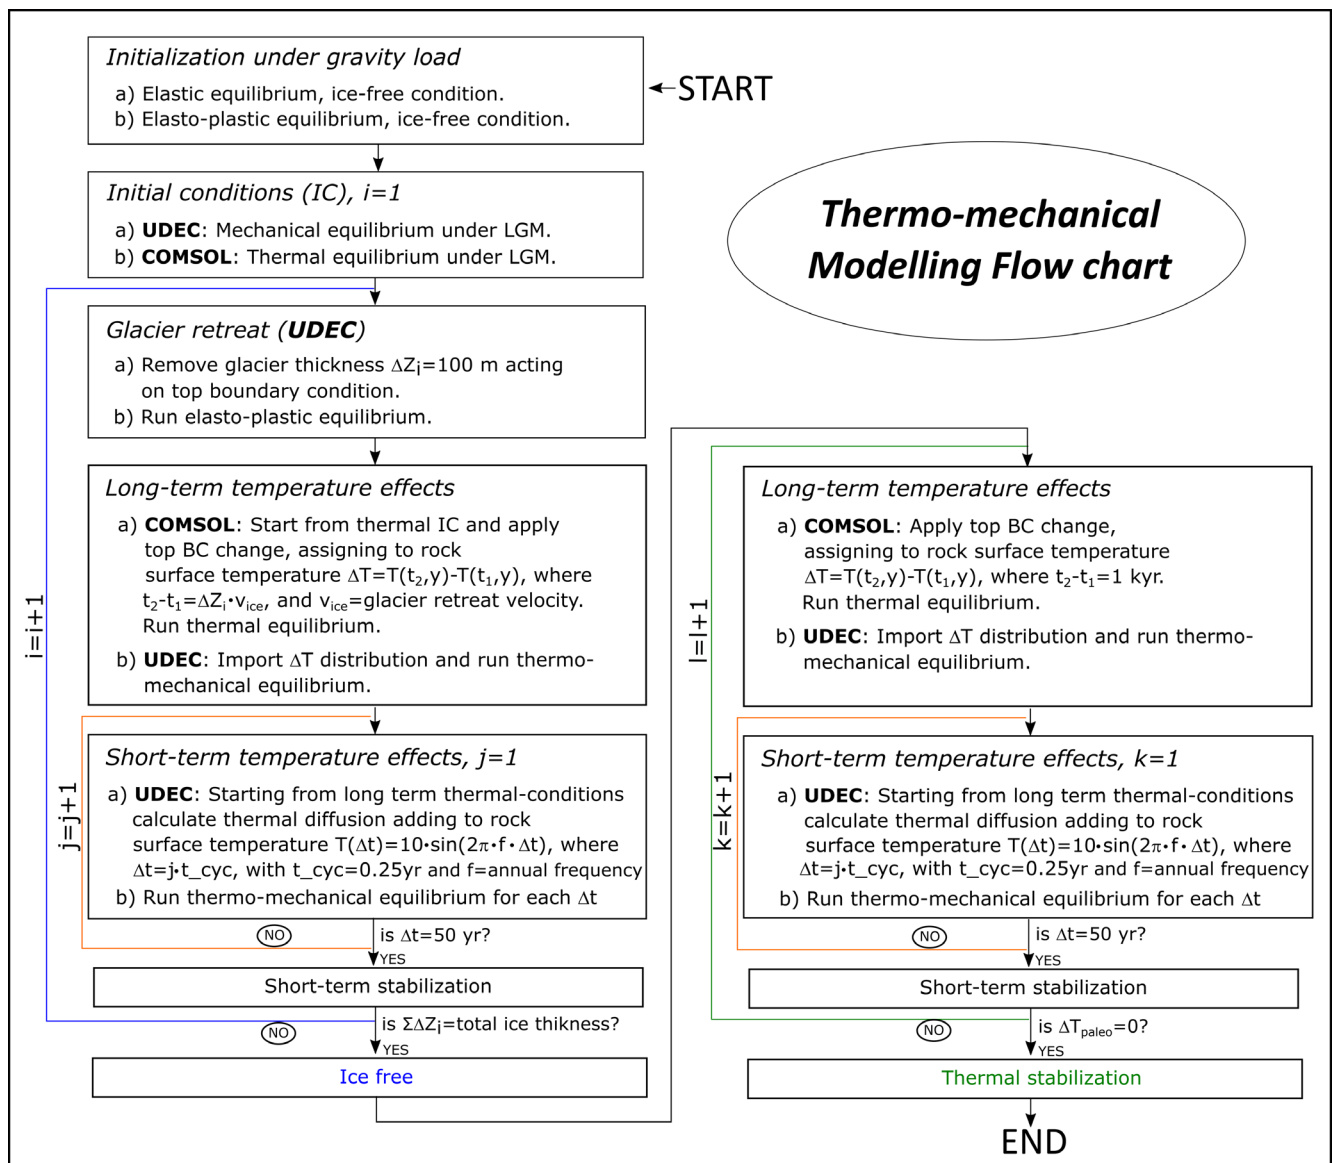 Initialization under gravity load
a) Elastic equilibrium, ice-free condition.
b) Elasto-plastic equilibrium, ice-free condition.
START
Initial conditions (IC), i=1
a) UDEC: Mechanical equilibrium under LGM.
b) COMSOL: Thermal equilibrium under LGM.
Thermo-mechanical
Modelling Flow chart
Glacier retreat (UDEC)
a) Remove glacier thickness ΔZi=100 m acting
on top boundary condition.
b) Run elasto-plastic equilibrium.
Long-term temperature effects
a) COMSOL: Start from thermal IC and apply
top BC change, assigning to rock
surface temperature ΔT=T(t2,y)-T(t1,y), where
t2-t1=ΔZi·vice, and vice=glacier retreat velocity.
Run thermal equilibrium.
b) UDEC: Import ΔT distribution and run thermo-
mechanical equilibrium.
i=i+1
Short-term temperature effects, j=1
a) UDEC: Starting from long term thermal-conditions
calculate thermal diffusion adding to rock
surface temperature T(Δt)=10·sin(2π·f·Δt), where
Δt=j·t_cyc, with t_cyc=0.25yr and f=annual frequency
b) Run thermo-mechanical equilibrium for each Δt
j=j+1
NO
is Δt=50 yr?
YES
Short-term stabilization
NO
is ΣΔZi=total ice thikness?
YES
Ice free
Long-term temperature effects
a) COMSOL: Apply top BC change,
assigning to rock surface temperature
ΔT=T(t2,y)-T(t1,y), where t2-t1=1 kyr.
Run thermal equilibrium.
b) UDEC: Import ΔT distribution and run thermo-
mechanical equilibrium.
l=l+1
Short-term temperature effects, k=1
a) UDEC: Starting from long term thermal-conditions
calculate thermal diffusion adding to rock
surface temperature T(Δt)=10·sin(2π·f·Δt), where
Δt=j·t_cyc, with t_cyc=0.25yr and f=annual frequency
b) Run thermo-mechanical equilibrium for each Δt
k=k+1
NO
is Δt=50 yr?
YES
Short-term stabilization
NO
is ΔTpaleo=0?
YES
Thermal stabilization
END